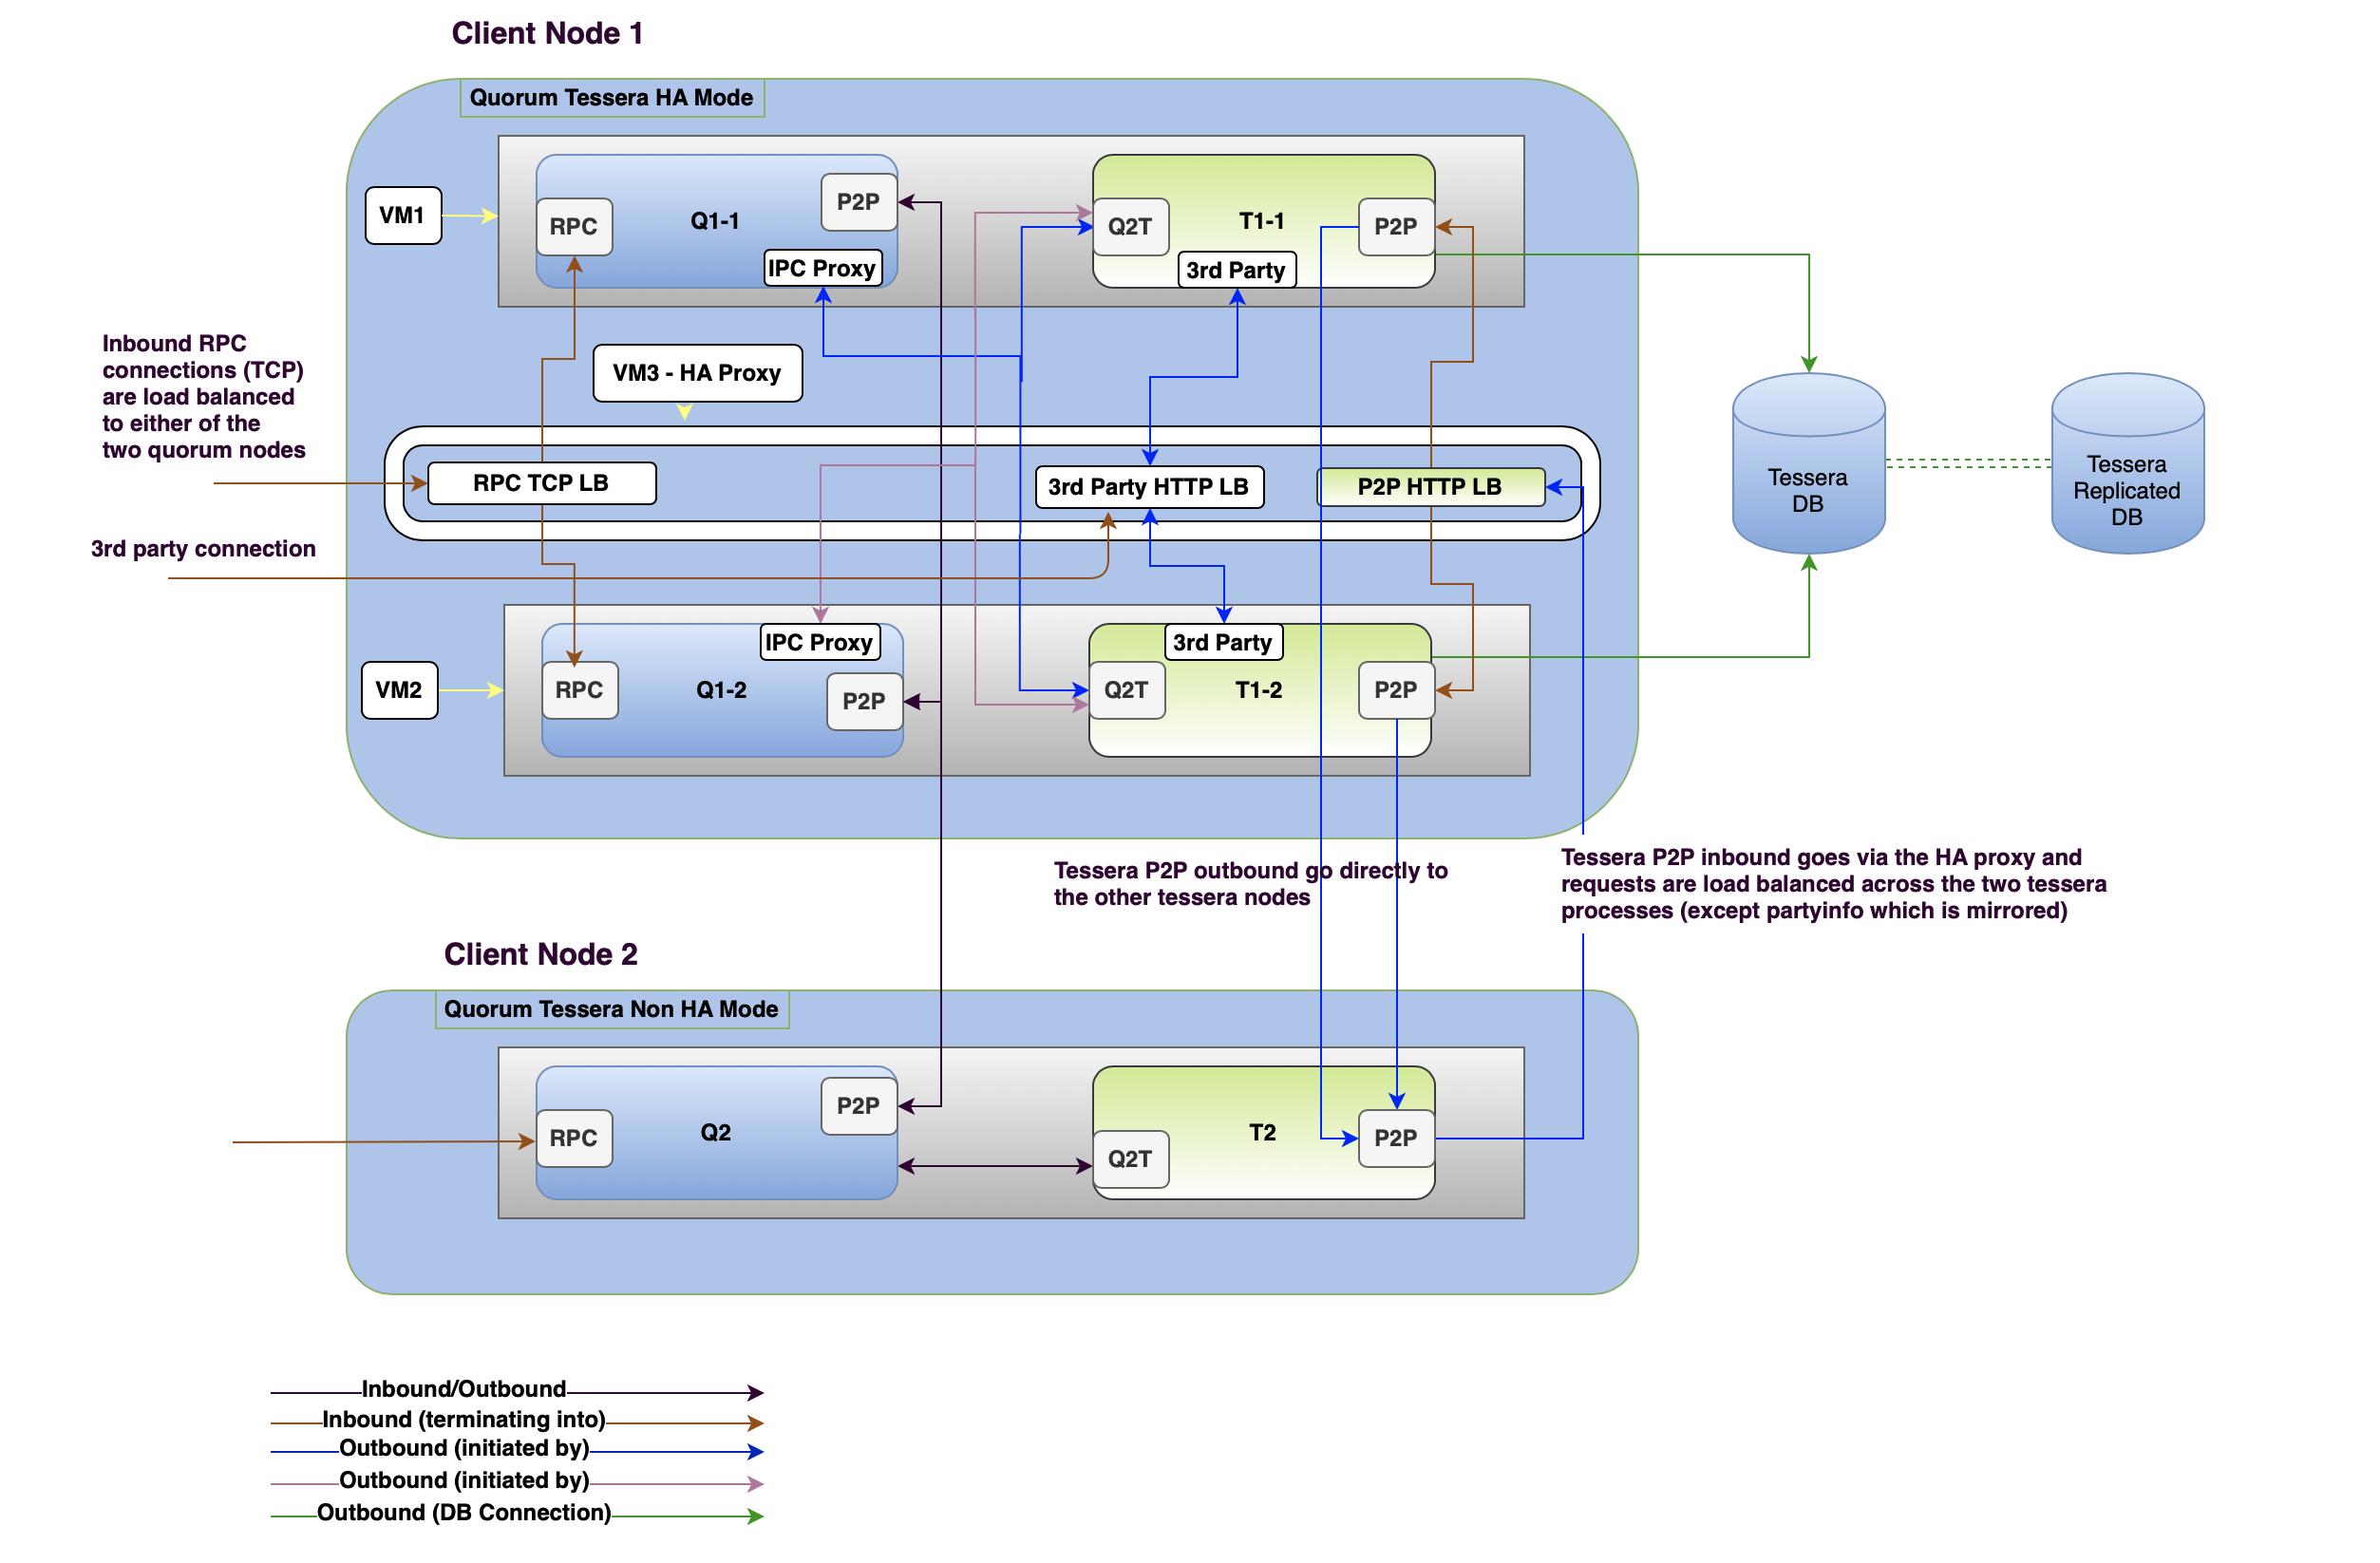 Client Node 1
Quorum Tessera HA Mode
VM1
RPC
Q1-1
P2P
IPC Proxy
Q2T
T1-1
P2P
3rd Party
Inbound RPC
connections (TCP)
are load balanced
to either of the
two quorum nodes
VM3 - HA Proxy
RPC TCP LB
3rd Party HTTP LB
P2P HTTP LB
Tessera
DB
Tessera
Replicated
DB
3rd party connection
VM2
RPC
Q1-2
IPC Proxy
P2P
3rd Party
Q2T
T1-2
P2P
Tessera P2P outbound go directly to
the other tessera nodes
Tessera P2P inbound goes via the HA proxy and
requests are load balanced across the two tessera
processes (except partyinfo which is mirrored)
Client Node 2
Quorum Tessera Non HA Mode
RPC
Q2
P2P
Q2T
T2
P2P
Inbound/Outbound
Inbound (terminating into)
Outbound (initiated by)
Outbound (initiated by)
Outbound (DB Connection)